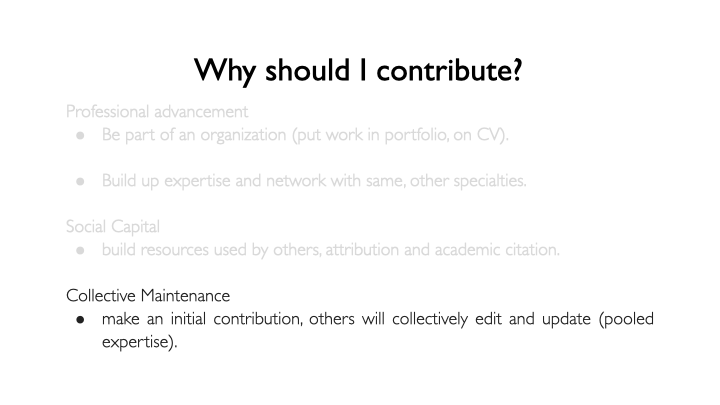 Why should I contribute?
Professional advancement
● Be part of an organization (put work in portfolio, on CV).
● Build up expertise and network with same, other specialties.
Social Capital
● build resources used by others, attribution and academic citation.
Collective Maintenance
● make an initial contribution, others will collectively edit and update (pooled
expertise).